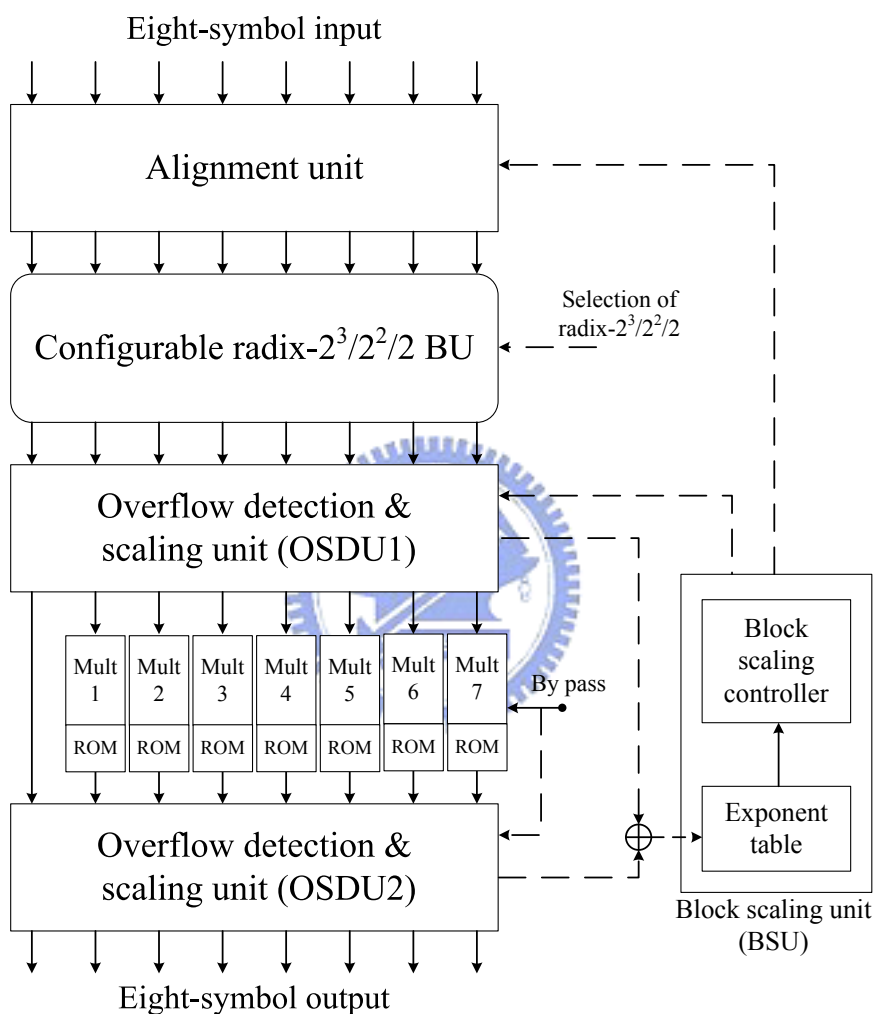 Eight-symbol input
Alignment unit
Selection of
radix-2³/2²/2
Configurable radix-2³/2²/2 BU
Overflow detection &
scaling unit (OSDU1)
Mult
1
ROM
Mult
2
ROM
Mult
3
ROM
Mult
4
ROM
Mult
5
ROM
Mult
6
ROM
Mult
7
ROM
By pass
Block
scaling
controller
Exponent
table
Block scaling unit
(BSU)
Overflow detection &
scaling unit (OSDU2)
Eight-symbol output